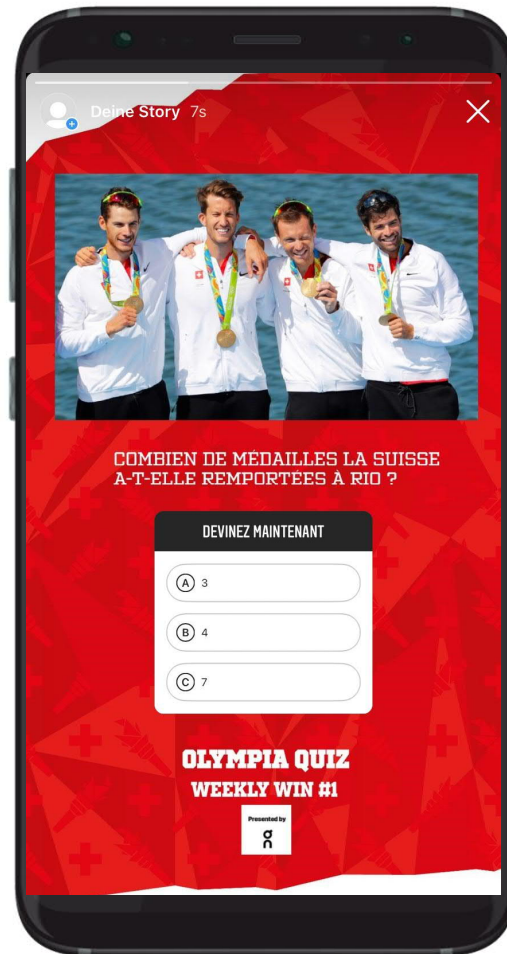 Deine Story 7s
COMBIEN DE MÉDAILLES LA SUISSE
A-T-ELLE REMPORTÉES À RIO ?
DEVINEZ MAINTENANT
A 3
B 4
C 7
OLYMPIA QUIZ
WEEKLY WIN #1
Presented by